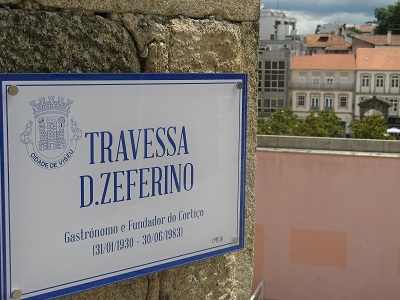 CIDADE DE VISEU
TRAVESSA
D.ZEFERINO
Gastrónomo e Fundador do Cortiço
[31/01/1930 - 30/06/1983]